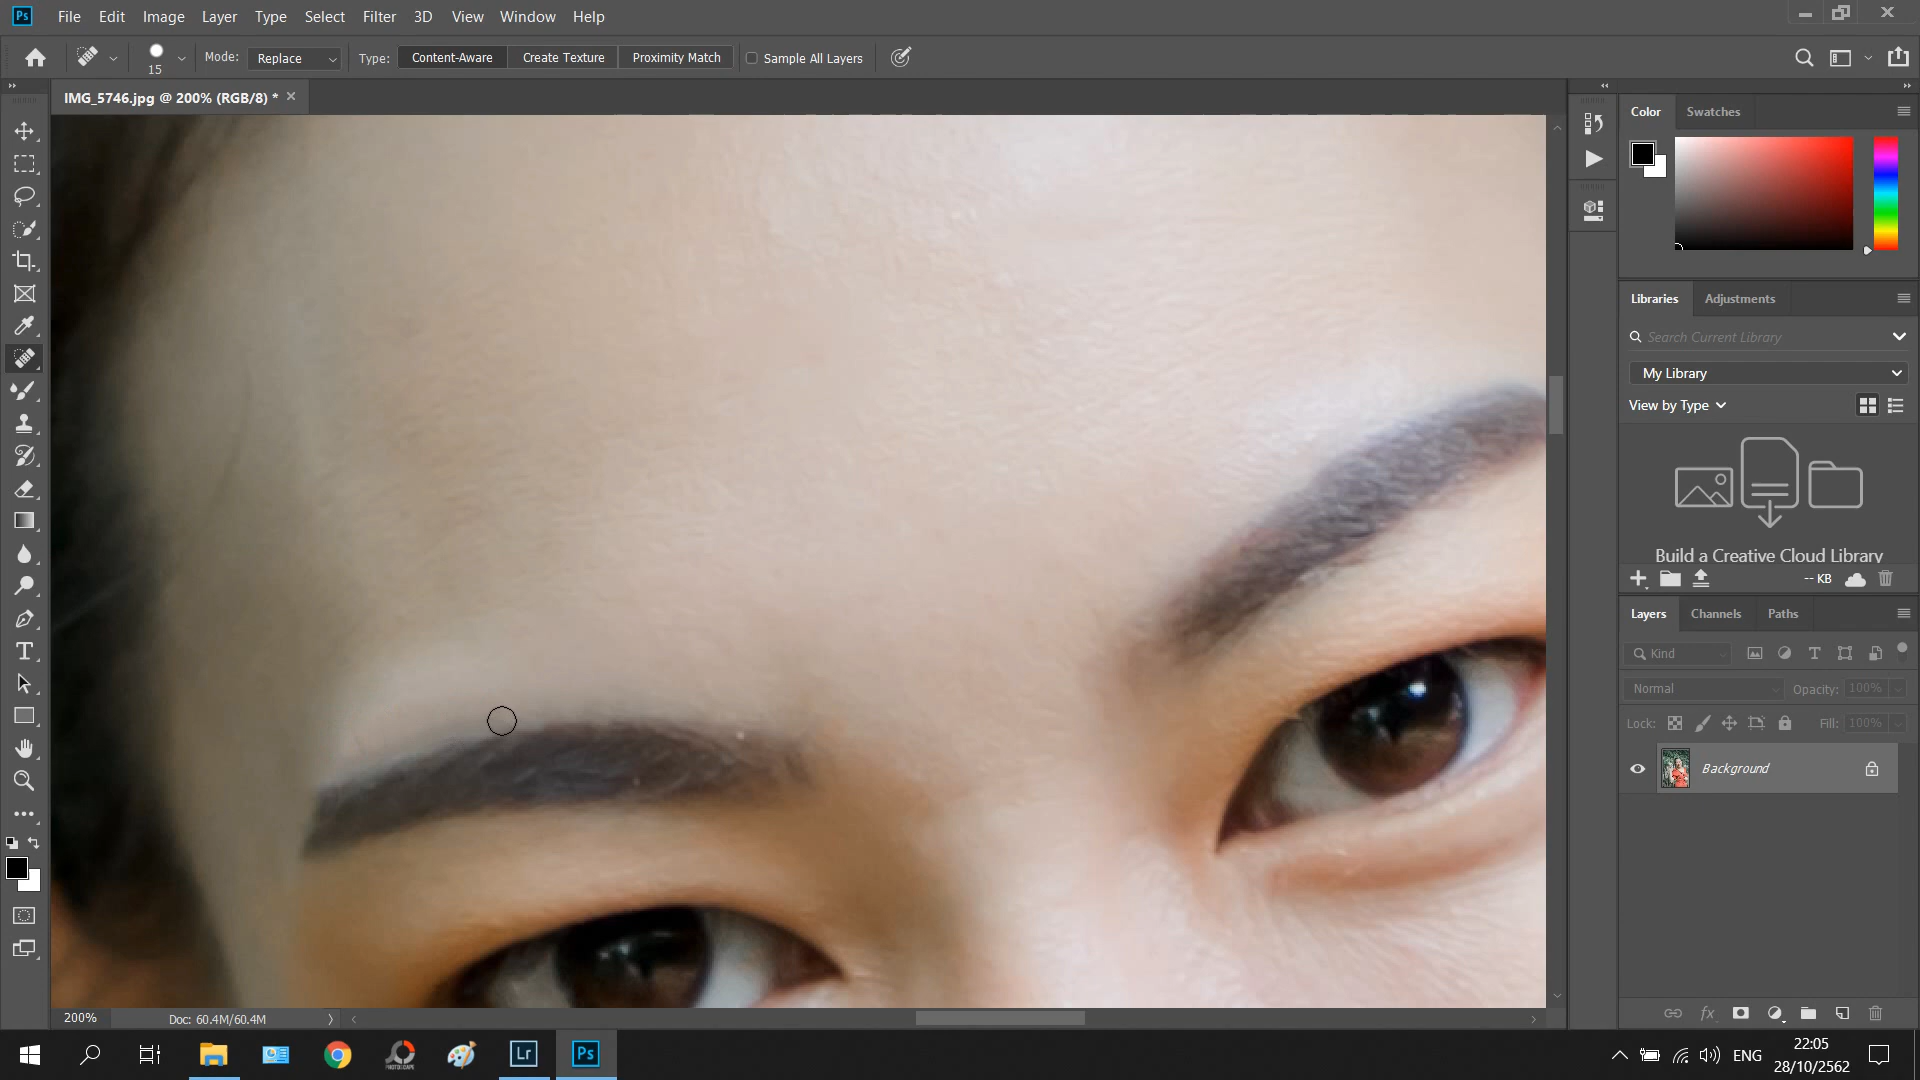 Ps File Edit Image Layer Type Select Filter 3D View Window Help
15 Mode: Replace Type: Content-Aware Create Texture Proximity Match Sample All Layers
IMG_5746.jpg @ 200% (RGB/8) *
Color Swatches
Libraries Adjustments
Search Current Library
My Library
View by Type
Build a Creative Cloud Library
-- KB
Layers Channels Paths
Kind
Normal Opacity: 100%
Lock: Fill: 100%
Background
fx
200% Doc: 60.4M/60.4M
PHOTOSCAPE Lr Ps ENG 22:05
28/10/2562